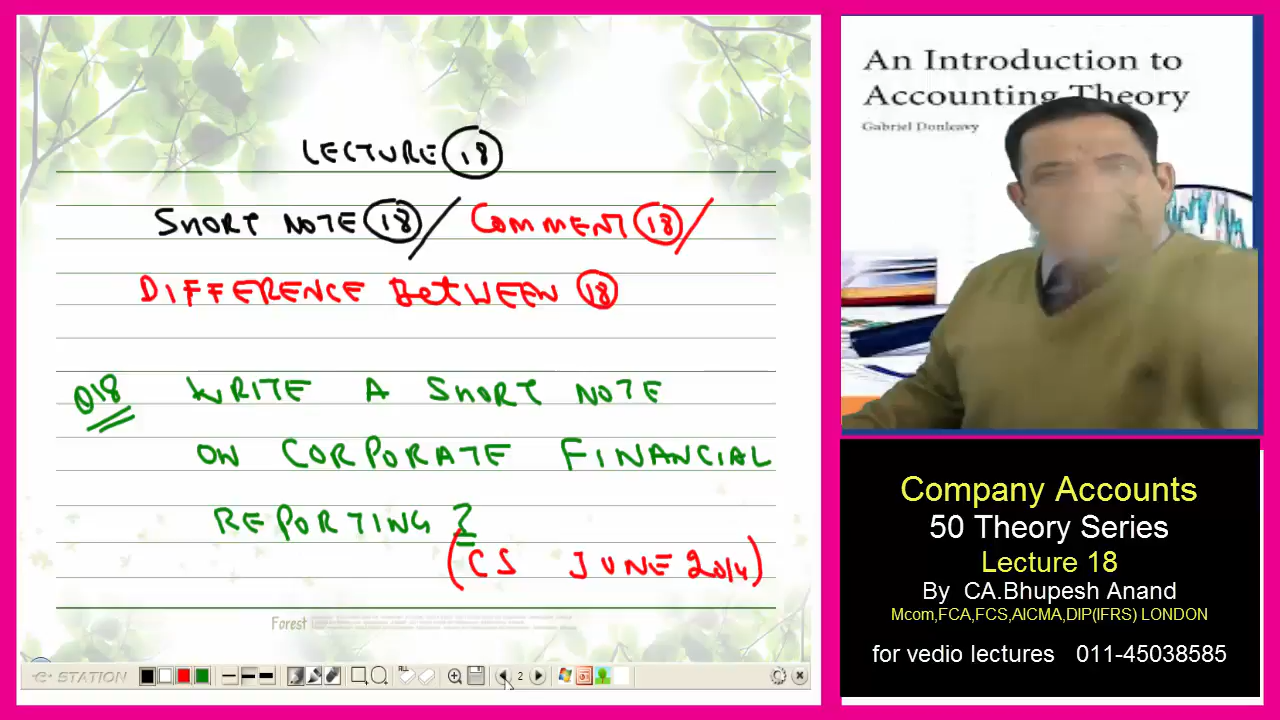 LECTURE 18
SHORT NOTE 18 / COMMENT 18 /
DIFFERENCE BETWEEN 18
Q18 WRITE A SHORT NOTE
ON CORPORATE FINANCIAL
REPORTING ?
(CS JUNE 2014)
Forest
e-STATION
2
An Introduction to
Accounting Theory
Gabriel Donleavy
Company Accounts
50 Theory Series
Lecture 18
By CA.Bhupesh Anand
Mcom,FCA,FCS,AICMA,DIP(IFRS) LONDON
for vedio lectures 011-45038585